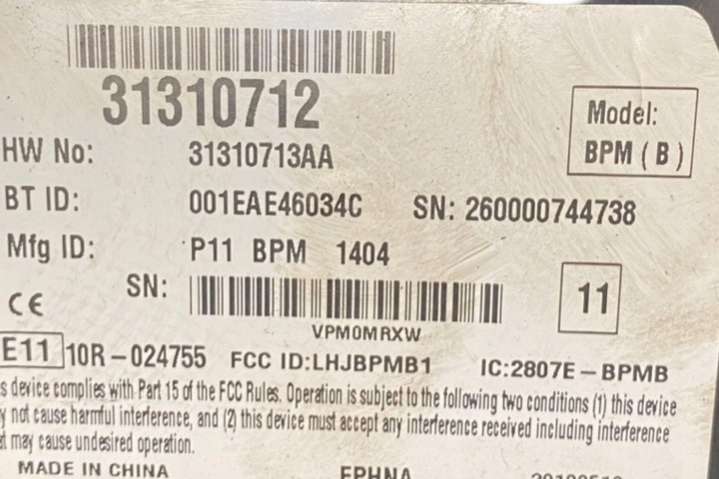 31310712
Model:
BPM ( B )
HW No: 31310713AA
BT ID: 001EAE46034C SN: 260000744738
Mfg ID: P11 BPM 1404
SN:
VPM0MRXW
11
CE
E11 10R-024755 FCC ID:LHJBPMB1 IC:2807E-BPMB
s device complies with Part 15 of the FCC Rules. Operation is subject to the following two conditions (1) this device
y not cause harmful interference, and (2) this device must accept any interference received including interference
at may cause undesired operation.
MADE IN CHINA EPHNA